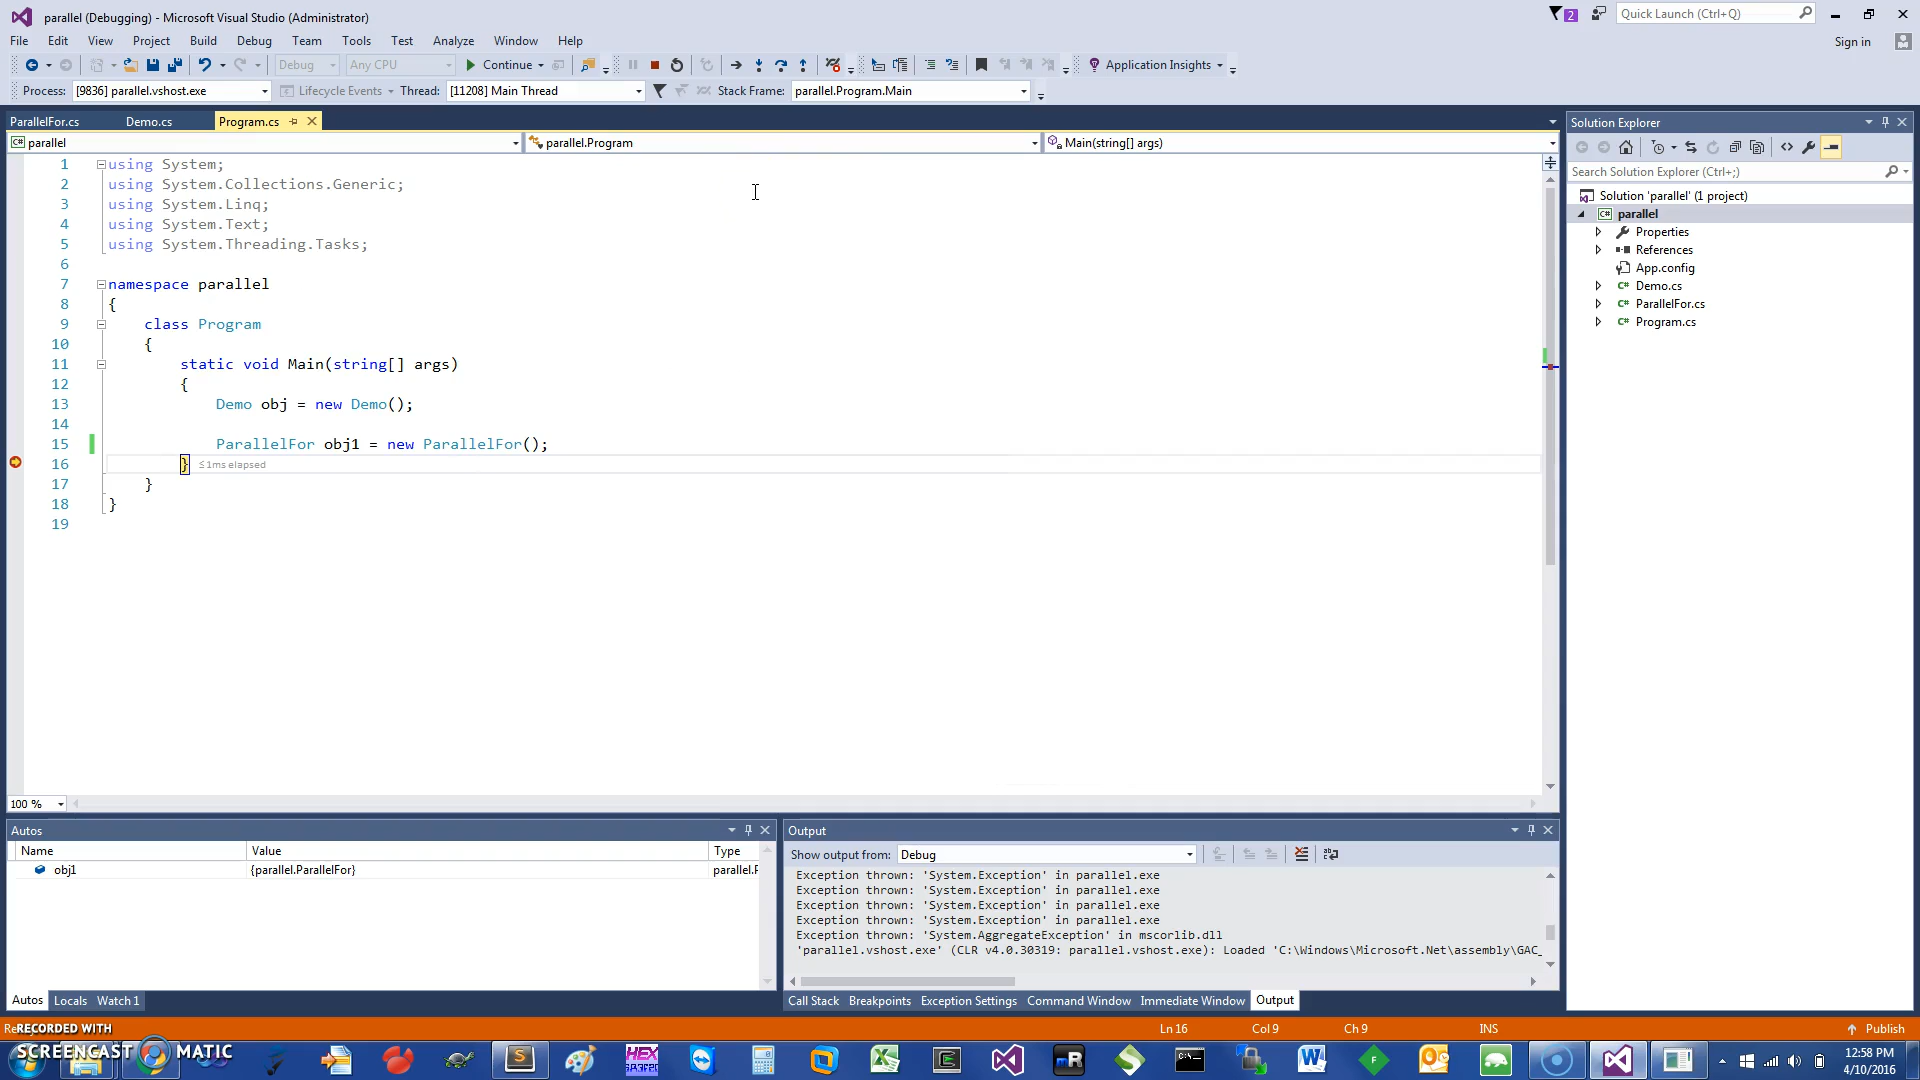 parallel (Debugging) - Microsoft Visual Studio (Administrator)
2
Quick Launch (Ctrl+Q)
File Edit View Project Build Debug Team Tools Test Analyze Window Help
Sign in
Debug Any CPU Continue Application Insights
Process: [9836] parallel.vshost.exe Lifecycle Events Thread: [11208] Main Thread Stack Frame: parallel.Program.Main
ParallelFor.cs Demo.cs Program.cs
parallel parallel.Program Main(string[] args)
1 using System;
2 using System.Collections.Generic;
3 using System.Linq;
4 using System.Text;
5 using System.Threading.Tasks;
6
7 namespace parallel
8 {
9 class Program
10 {
11 static void Main(string[] args)
12 {
13 Demo obj = new Demo();
14
15 ParallelFor obj1 = new ParallelFor();
16 } ≤1ms elapsed
17 }
18 }
19
100 %
Solution Explorer
Search Solution Explorer (Ctrl+;)
Solution 'parallel' (1 project)
C# parallel
Properties
References
App.config
C# Demo.cs
C# ParallelFor.cs
C# Program.cs
Autos
Name Value Type
obj1 {parallel.ParallelFor} parallel.P
Autos Locals Watch 1
Output
Show output from: Debug
Exception thrown: 'System.Exception' in parallel.exe
Exception thrown: 'System.Exception' in parallel.exe
Exception thrown: 'System.Exception' in parallel.exe
Exception thrown: 'System.Exception' in parallel.exe
Exception thrown: 'System.AggregateException' in mscorlib.dll
'parallel.vshost.exe' (CLR v4.0.30319: parallel.vshost.exe): Loaded 'C:\Windows\Microsoft.Net\assembly\GAC_
Call Stack Breakpoints Exception Settings Command Window Immediate Window Output
Ln 16 Col 9 Ch 9 INS Publish
RECORDED WITH
SCREENCAST MATIC
HEX
mR
12:58 PM
4/10/2016